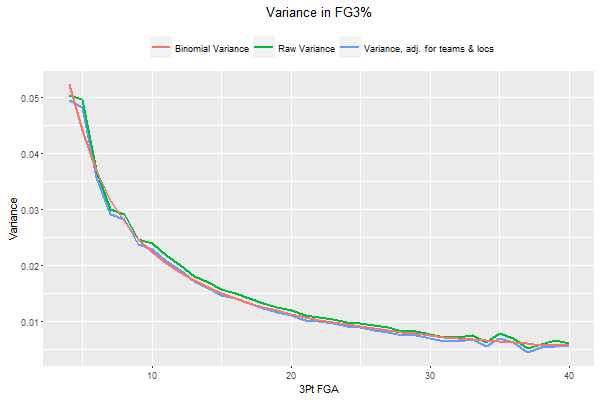 Variance in FG3%
Binomial Variance Raw Variance Variance, adj. for teams & locs
0.05
0.04
0.03
0.02
0.01
Variance
10 20 30 40
3Pt FGA